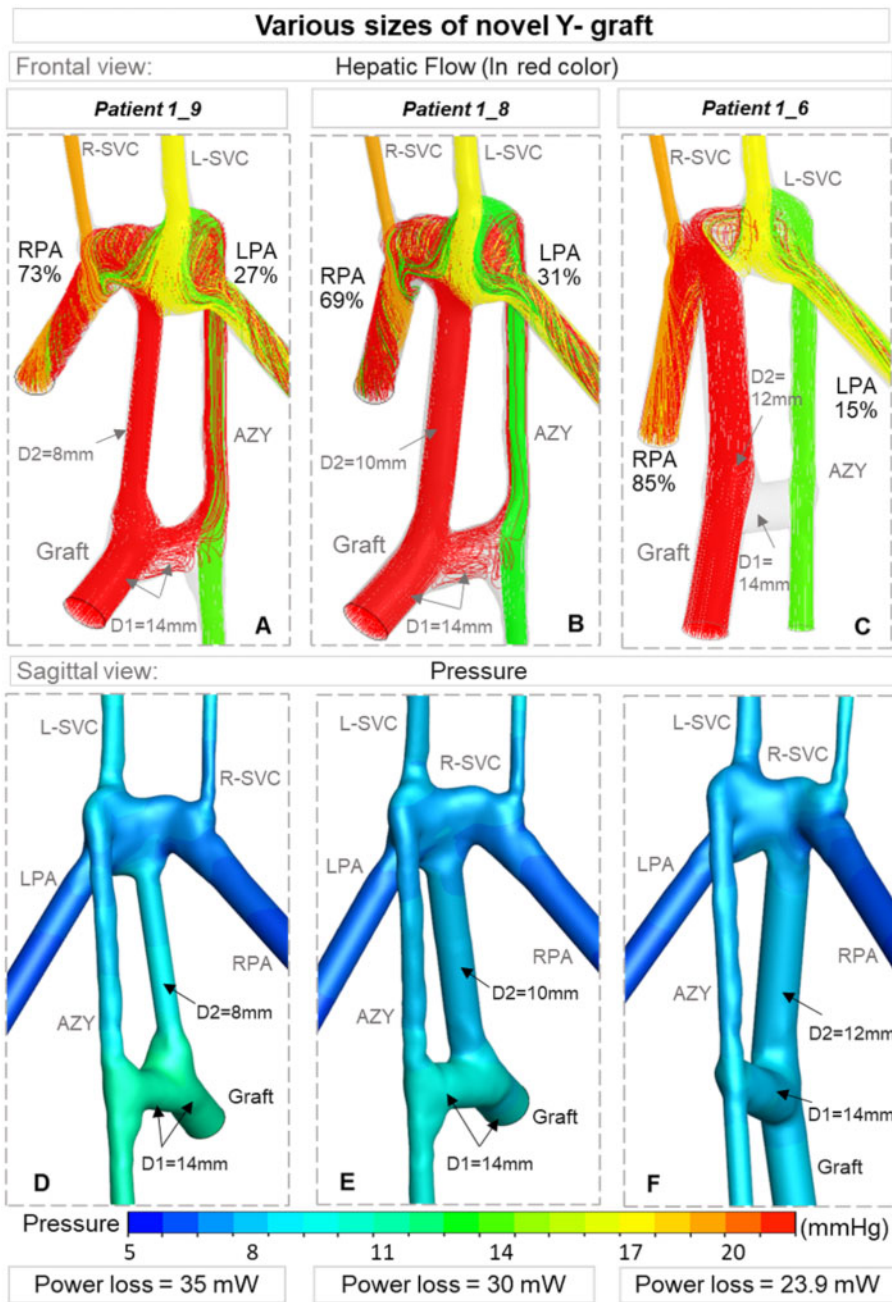 Various sizes of novel Y- graft
Frontal view: Hepatic Flow (In red color)
Patient 1_9 Patient 1_8 Patient 1_6
R-SVC
L-SVC
RPA
73%
LPA
27%
D2=8mm
AZY
Graft
D1=14mm
A
R-SVC
L-SVC
RPA
69%
LPA
31%
D2=10mm
AZY
Graft
D1=14mm
B
R-SVC
L-SVC
D2=
12mm
LPA
15%
RPA
85%
AZY
Graft
D1=
14mm
C
Sagittal view: Pressure
L-SVC
R-SVC
LPA
RPA
D2=8mm
AZY
Graft
D1=14mm
D
L-SVC
R-SVC
LPA
D2=10mm
RPA
AZY
Graft
D1=14mm
E
L-SVC
R-SVC
LPA
RPA
AZY
D2=12mm
D1=14mm
Graft
F
Pressure (mmHg)
5 8 11 14 17 20
Power loss = 35 mW Power loss = 30 mW Power loss = 23.9 mW